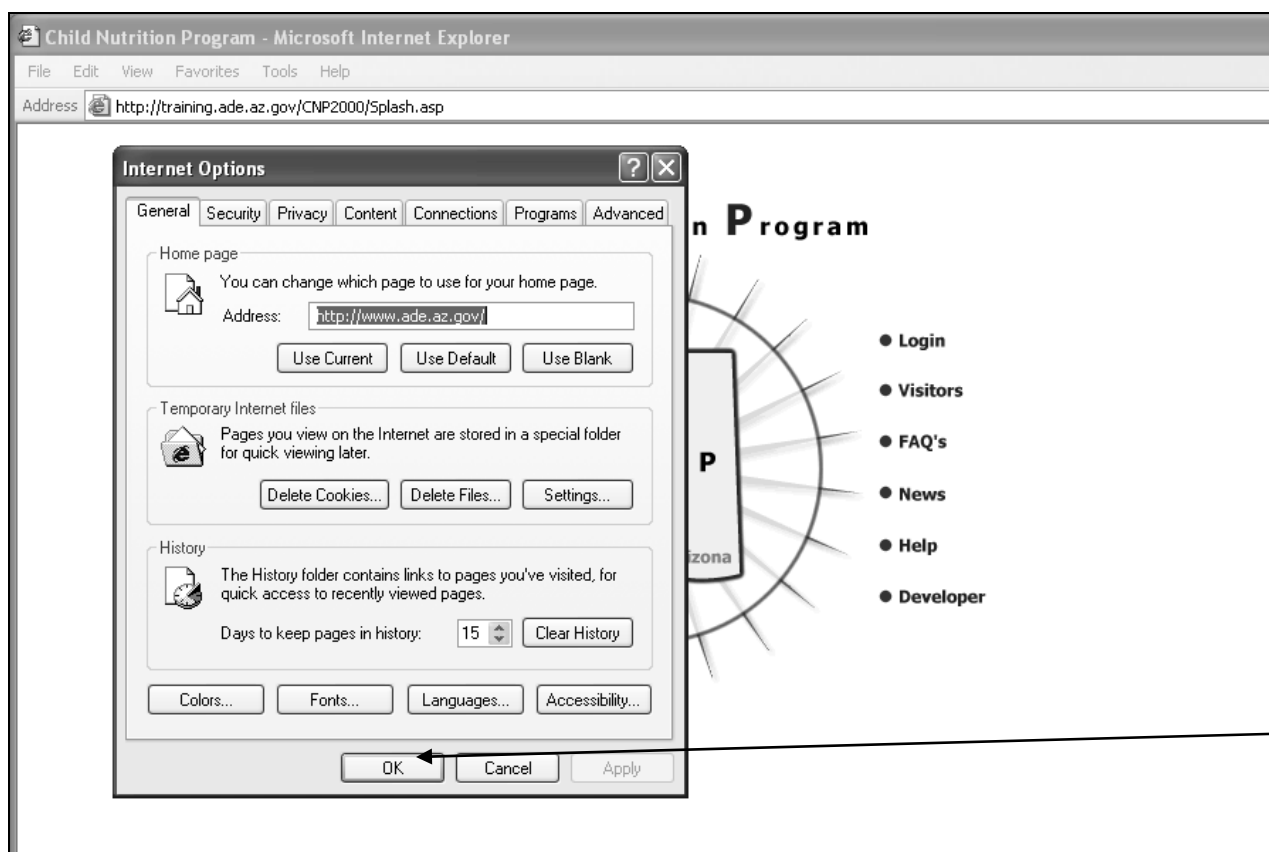 Child Nutrition Program - Microsoft Internet Explorer
File Edit View Favorites Tools Help
Address http://training.ade.az.gov/CNP2000/Splash.asp
Internet Options
General Security Privacy Content Connections Programs Advanced
Home page
You can change which page to use for your home page.
Address: http://www.ade.az.gov/
Use Current Use Default Use Blank
Temporary Internet files
Pages you view on the Internet are stored in a special folder
for quick viewing later.
Delete Cookies... Delete Files... Settings...
History
The History folder contains links to pages you've visited, for
quick access to recently viewed pages.
Days to keep pages in history: 15 Clear History
Colors... Fonts... Languages... Accessibility...
OK Cancel Apply
n Program
P
izona
Login
Visitors
FAQ's
News
Help
Developer